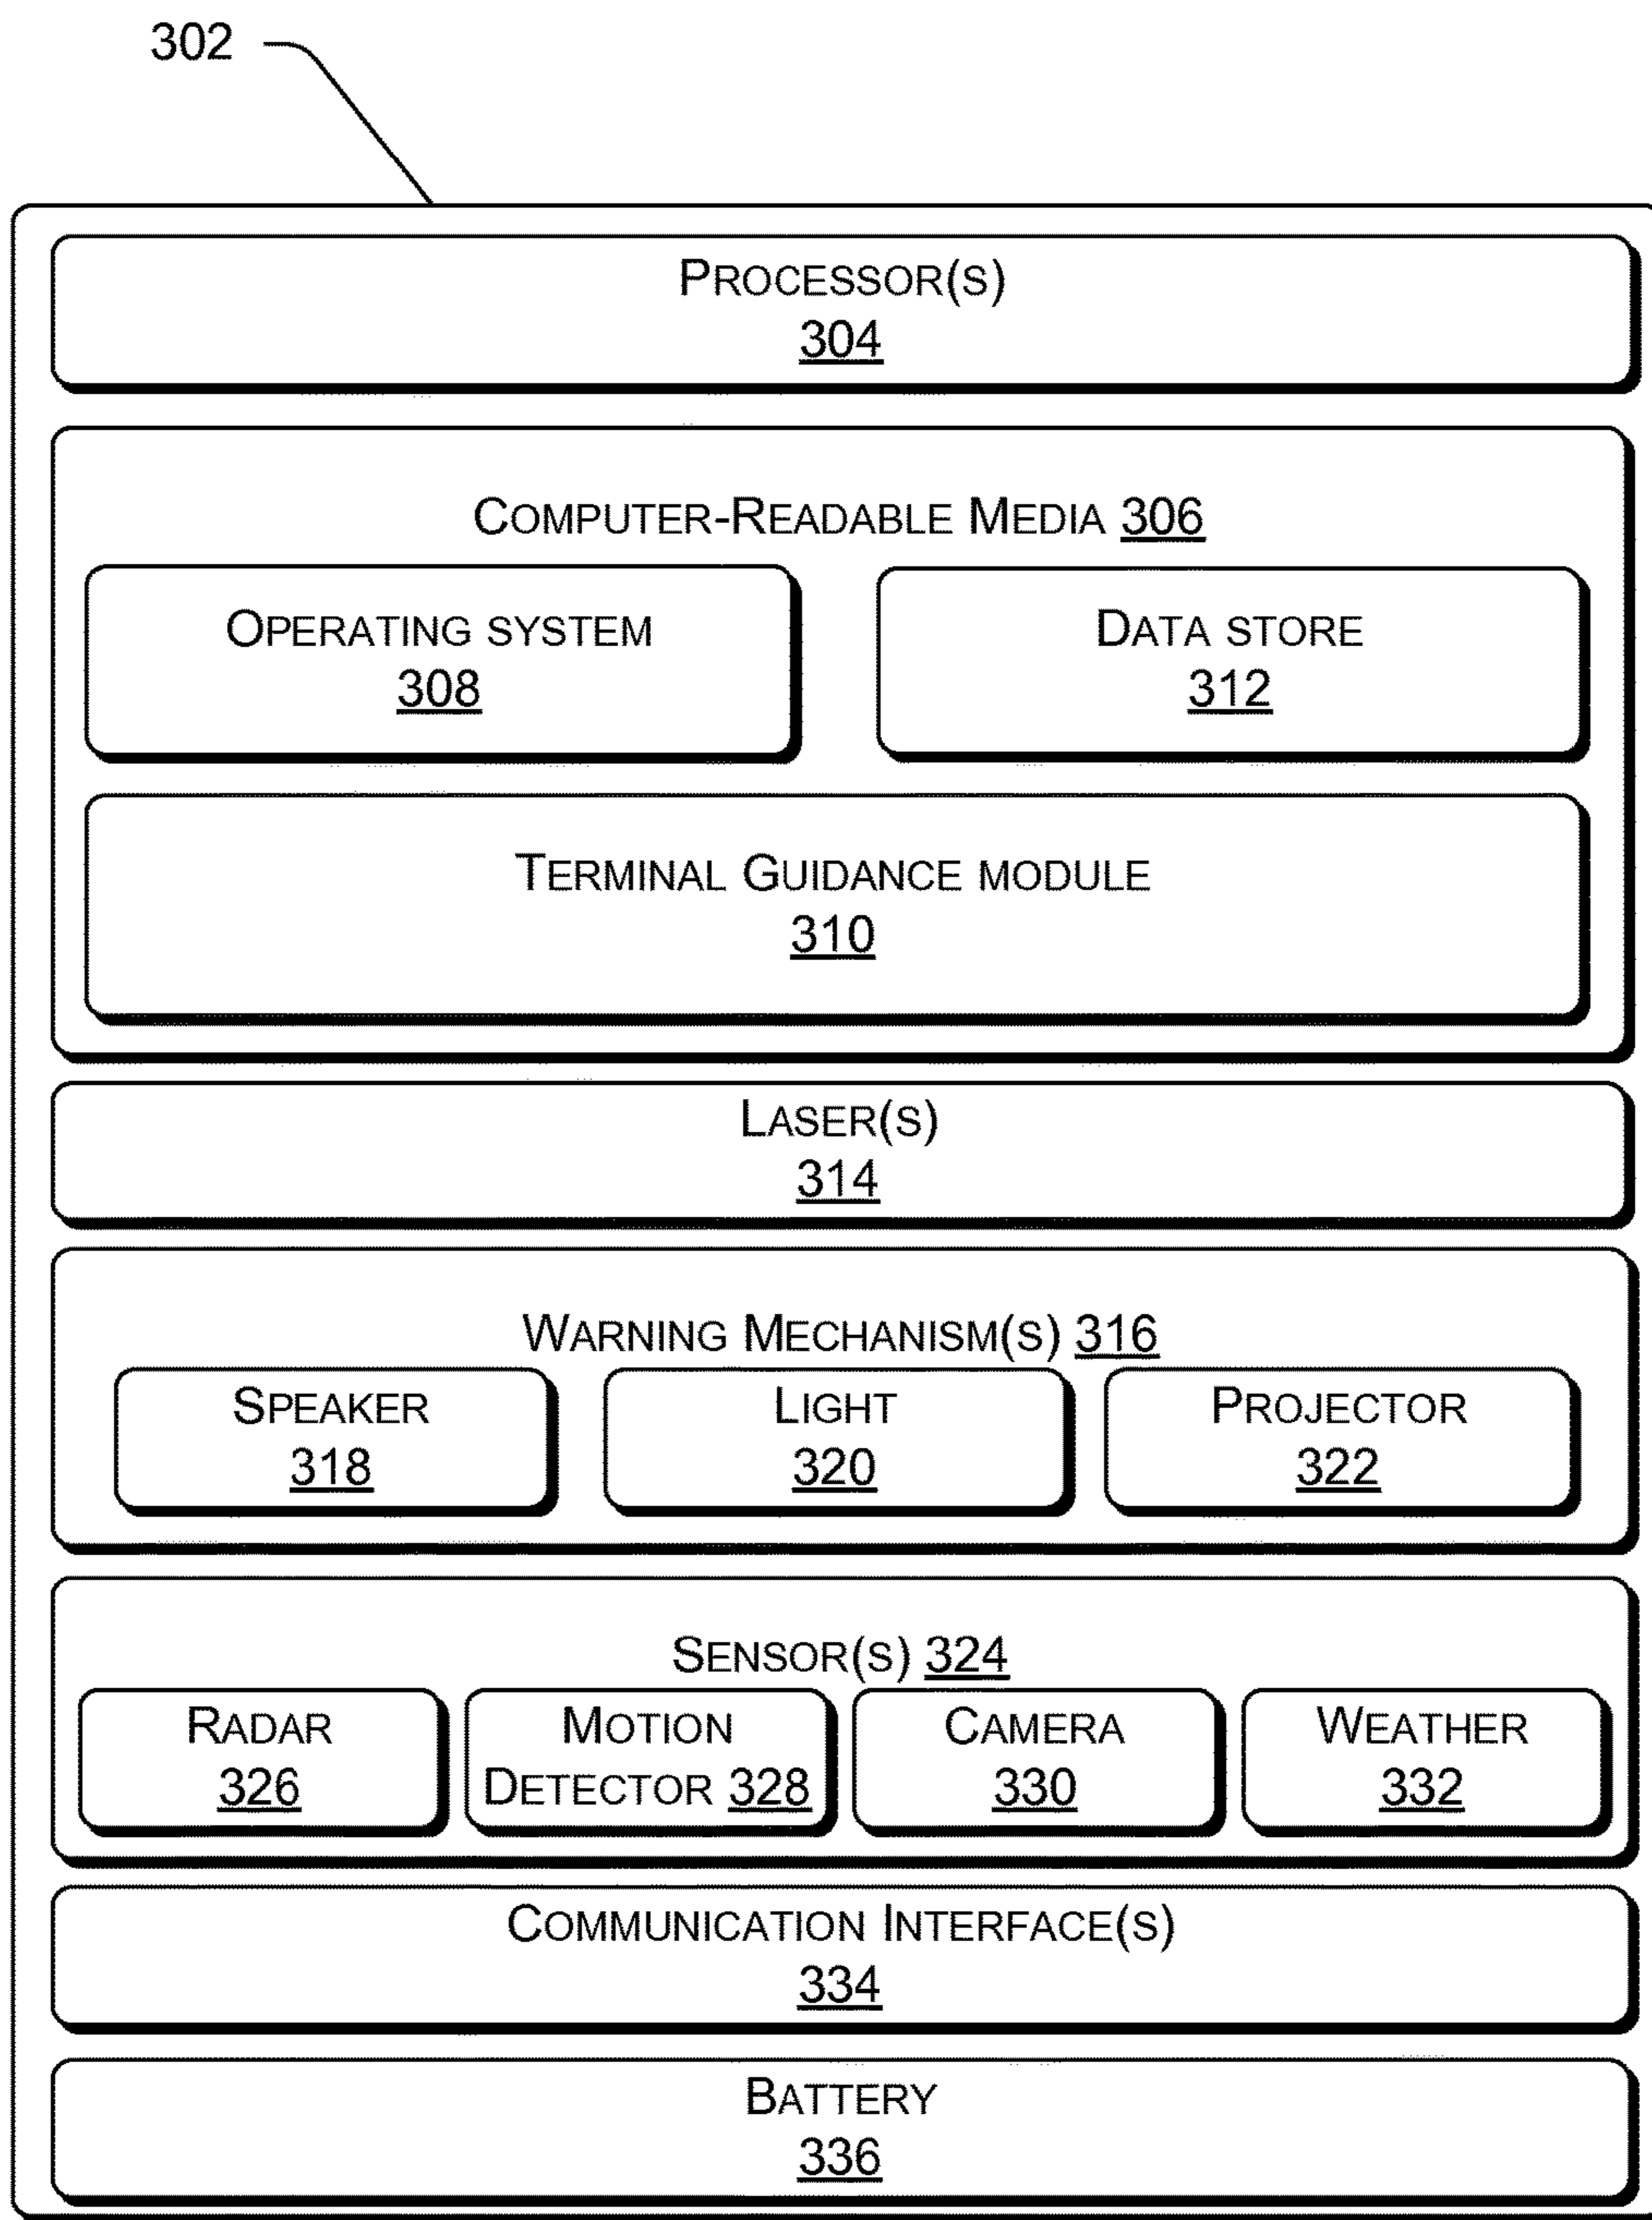 302
PROCESSOR(S)
304
COMPUTER-READABLE MEDIA 306
OPERATING SYSTEM
308
DATA STORE
312
TERMINAL GUIDANCE MODULE
310
LASER(S)
314
WARNING MECHANISM(S) 316
SPEAKER
318
LIGHT
320
PROJECTOR
322
SENSOR(S) 324
RADAR
326
MOTION
DETECTOR 328
CAMERA
330
WEATHER
332
COMMUNICATION INTERFACE(S)
334
BATTERY
336